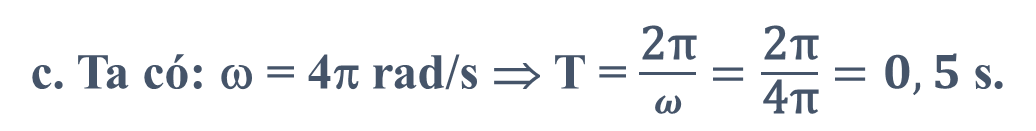 c. Ta có: ω = 4π rad/s ⇒ T = 2π/ω = 2π/4π = 0, 5 s.